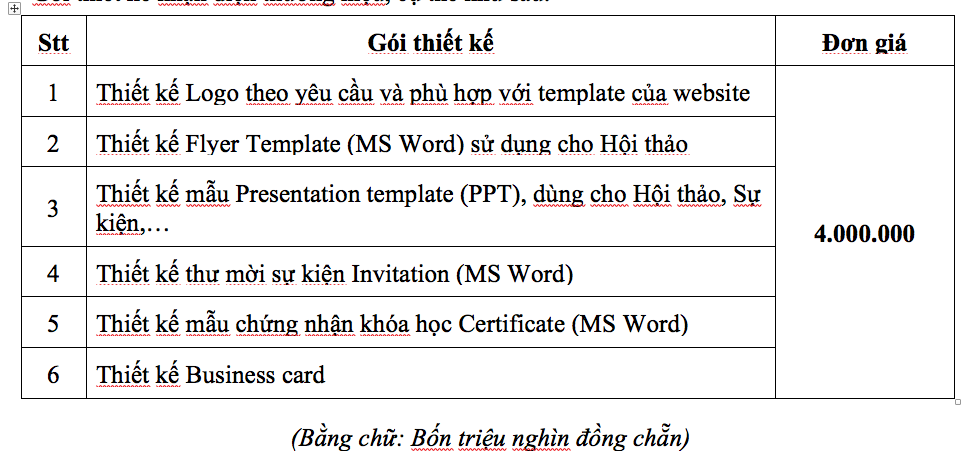 Stt Gói thiết kế Đơn giá
1 Thiết kế Logo theo yêu cầu và phù hợp với template của website
2 Thiết kế Flyer Template (MS Word) sử dụng cho Hội thảo
3 Thiết kế mẫu Presentation template (PPT), dùng cho Hội thảo, Sự
kiện,…
4.000.000
4 Thiết kế thư mời sự kiện Invitation (MS Word)
5 Thiết kế mẫu chứng nhận khóa học Certificate (MS Word)
6 Thiết kế Business card
(Bằng chữ: Bốn triệu nghìn đồng chẵn)